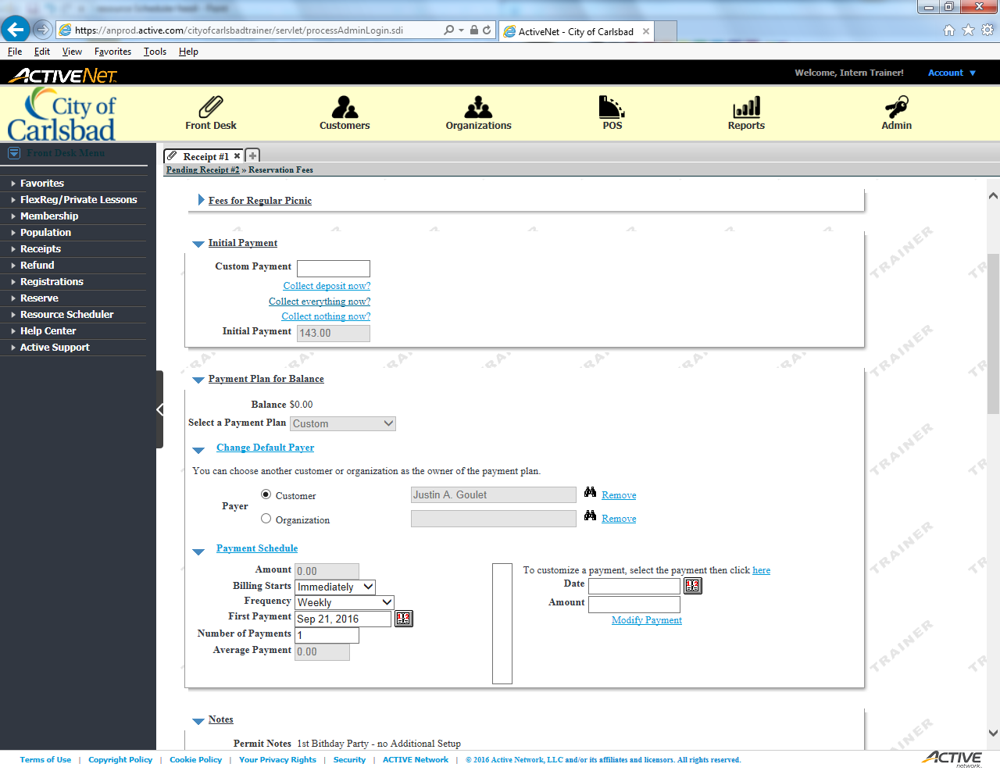 https://anprod.active.com/cityofcarlsbadtrainer/servlet/processAdminLogin.sdi
ActiveNet - City of Carlsbad
File Edit View Favorites Tools Help
ACTIVENET
Welcome, Intern Trainer! Account
City of
Carlsbad
Front Desk Customers Organizations POS Reports Admin
Front Desk Menu
Favorites
FlexReg/Private Lessons
Membership
Population
Receipts
Refund
Registrations
Reserve
Resource Scheduler
Help Center
Active Support
Receipt #1
Pending Receipt #2 » Reservation Fees
Fees for Regular Picnic
Initial Payment
Custom Payment
Collect deposit now?
Collect everything now?
Collect nothing now?
Initial Payment 143.00
Payment Plan for Balance
Balance $0.00
Select a Payment Plan Custom
Change Default Payer
You can choose another customer or organization as the owner of the payment plan.
Payer
Customer Justin A. Goulet Remove
Organization Remove
Payment Schedule
Amount 0.00
Billing Starts Immediately
Frequency Weekly
First Payment Sep 21, 2016
Number of Payments 1
Average Payment 0.00
To customize a payment, select the payment then click here
Date
Amount
Modify Payment
Notes
Permit Notes 1st Bithday Party - no Additional Setup
TRAINER
TRAINER
TRAINER
TRAINER
TRAINER
TRAINER
Terms of Use | Copyright Policy | Cookie Policy | Your Privacy Rights | Security | ACTIVE Network | © 2016 Active Network, LLC and/or its affiliates and licensors. All rights reserved.
ACTIVE
network